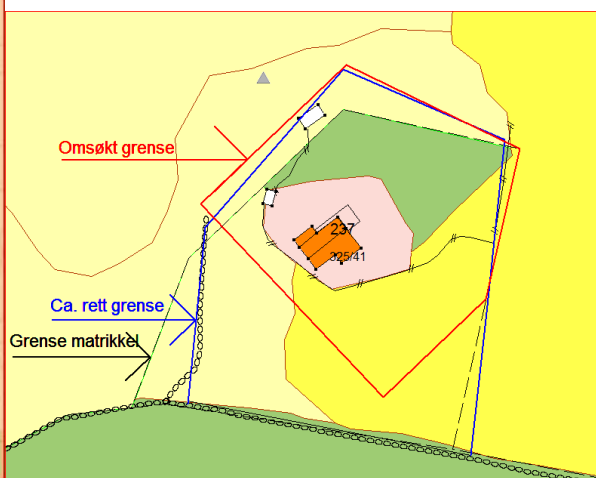 Omsøkt grense
237
325/41
Ca. rett grense
Grense matrikkel